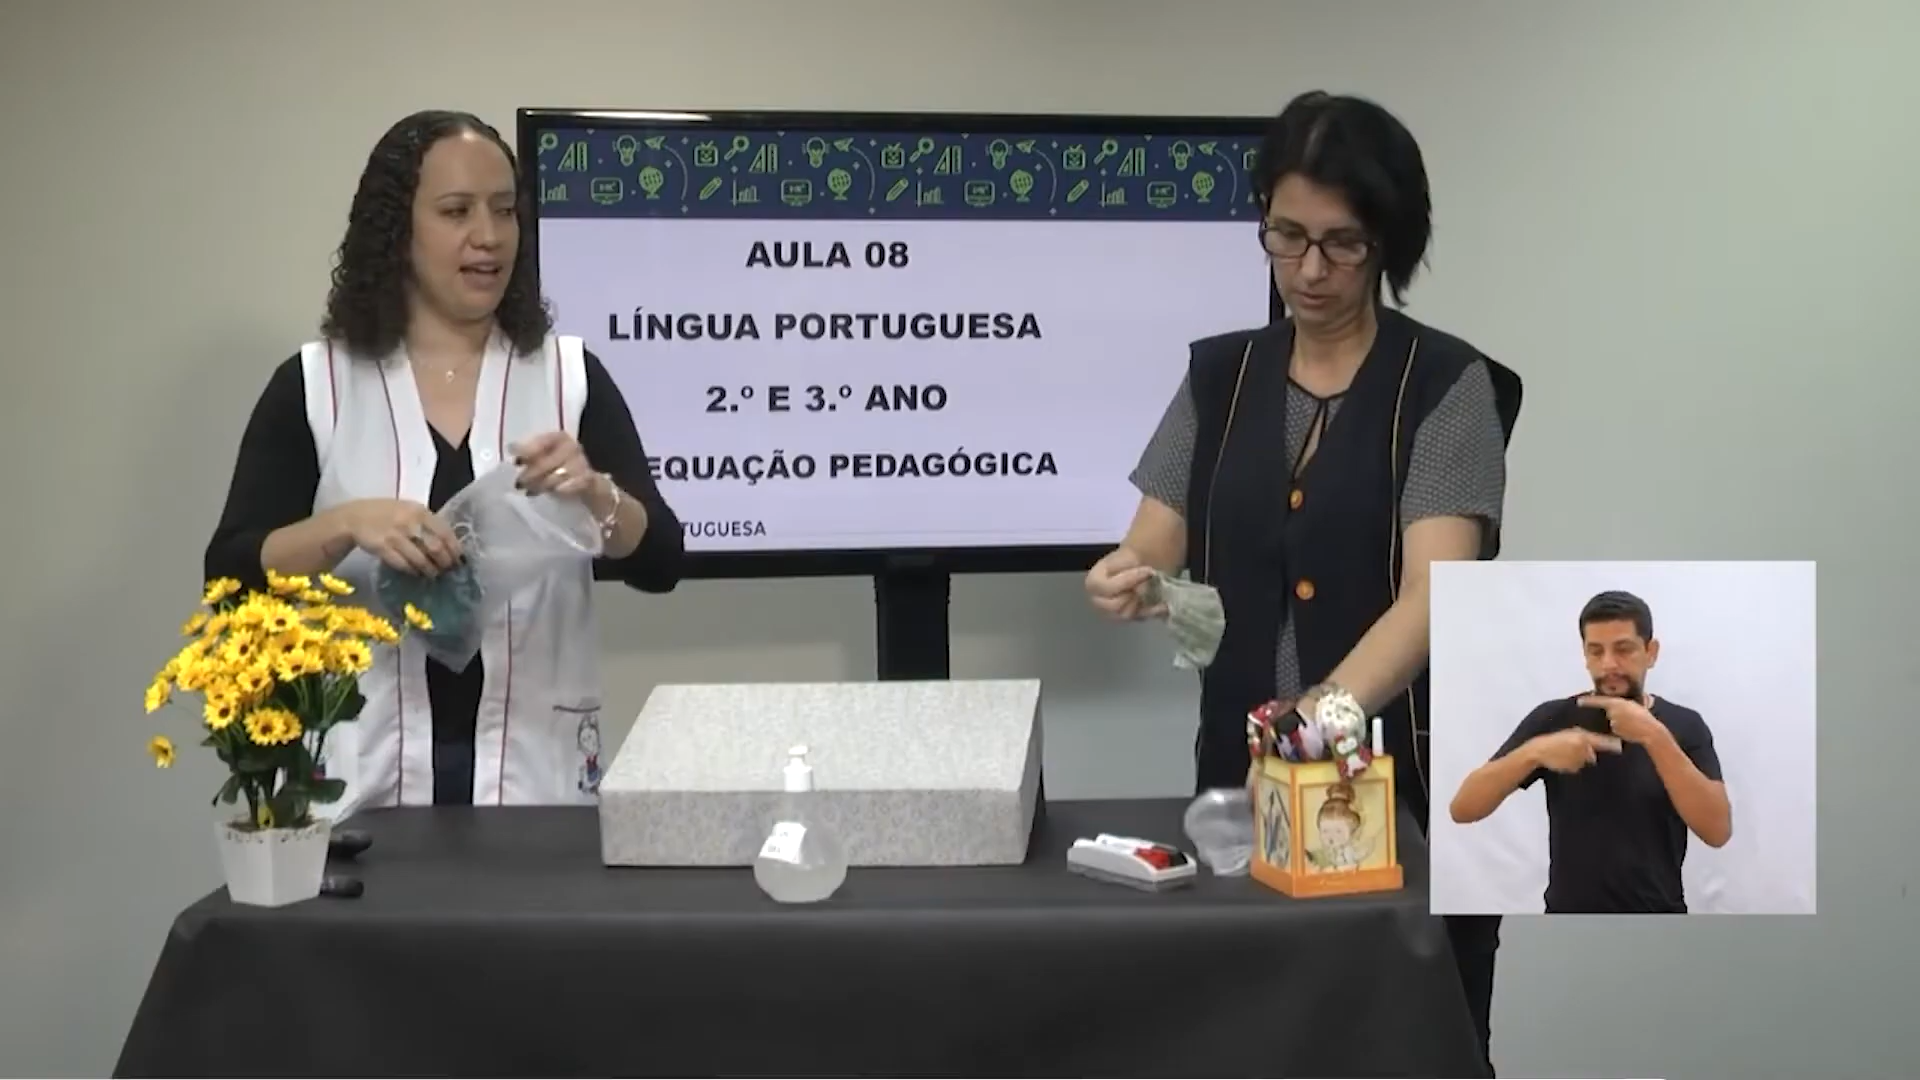 AULA 08
LÍNGUA PORTUGUESA
2.º E 3.º ANO
EQUAÇÃO PEDAGÓGICA
TUGUESA